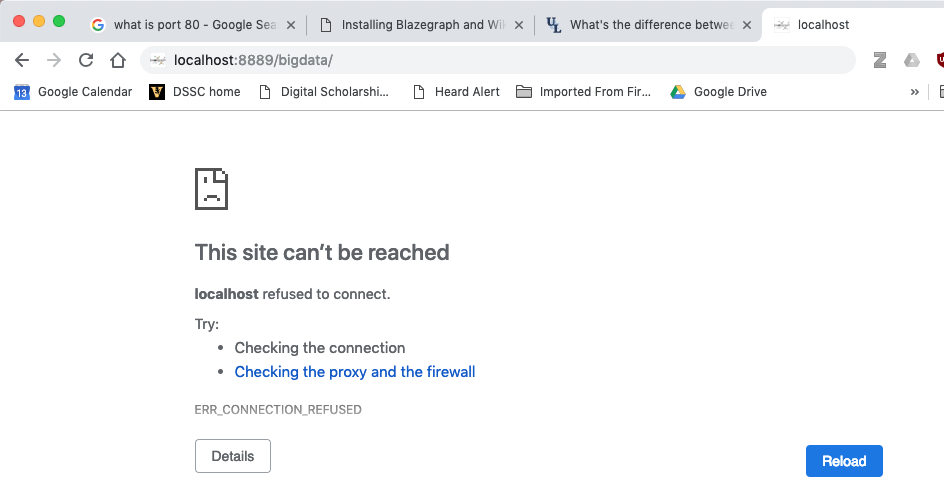 what is port 80 - Google Sea
Installing Blazegraph and Wi
What's the difference betwee
localhost
localhost:8889/bigdata/
13 Google Calendar
V DSSC home
Digital Scholarshi...
Heard Alert
Imported From Fir...
Google Drive
»
This site can’t be reached
localhost refused to connect.
Try:
• Checking the connection
• Checking the proxy and the firewall
ERR_CONNECTION_REFUSED
Details
Reload